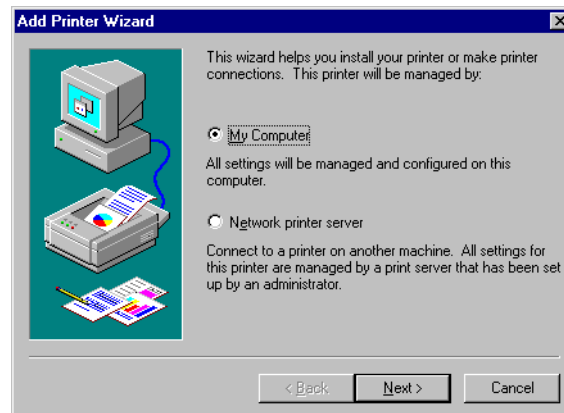 Add Printer Wizard
This wizard helps you install your printer or make printer
connections. This printer will be managed by:
My Computer
All settings will be managed and configured on this
computer.
Network printer server
Connect to a printer on another machine. All settings for
this printer are managed by a print server that has been set
up by an administrator.
< Back
Next >
Cancel